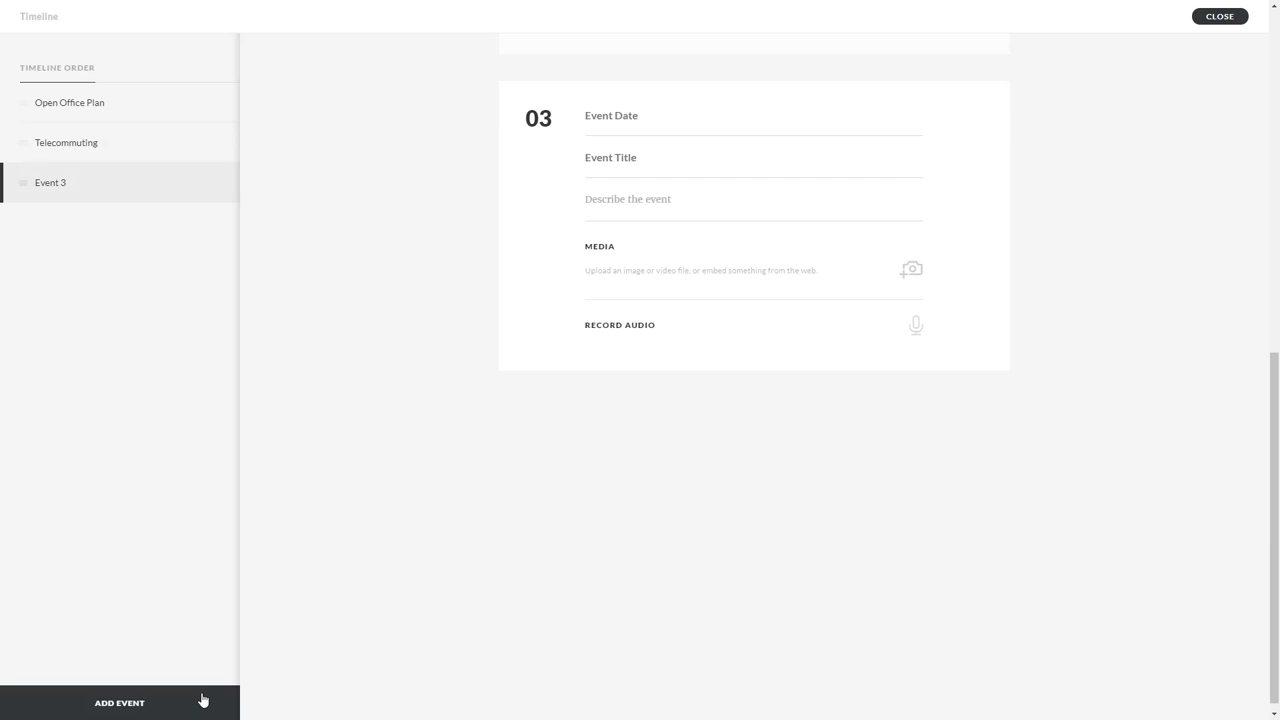 Timeline
CLOSE
TIMELINE ORDER
Open Office Plan
Telecommuting
Event 3
03
Event Date
Event Title
Describe the event
MEDIA
Upload an image or video file, or embed something from the web.
RECORD AUDIO
ADD EVENT